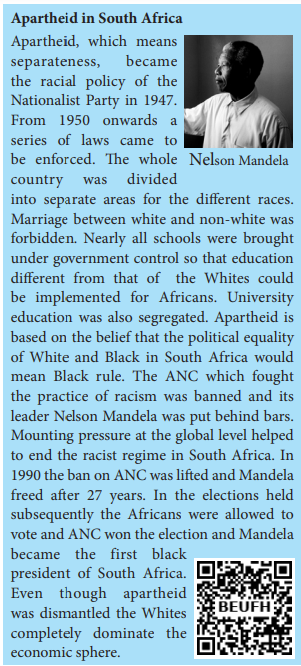 Apartheid in South Africa
Apartheid, which means
separateness, became
the racial policy of the
Nationalist Party in 1947.
From 1950 onwards a
series of laws came to
be enforced. The whole
country was divided
Nelson Mandela
into separate areas for the different races.
Marriage between white and non-white was
forbidden. Nearly all schools were brought
under government control so that education
different from that of the Whites could
be implemented for Africans. University
education was also segregated. Apartheid is
based on the belief that the political equality
of White and Black in South Africa would
mean Black rule. The ANC which fought
the practice of racism was banned and its
leader Nelson Mandela was put behind bars.
Mounting pressure at the global level helped
to end the racist regime in South Africa. In
1990 the ban on ANC was lifted and Mandela
freed after 27 years. In the elections held
subsequently the Africans were allowed to
vote and ANC won the election and Mandela
became the first black
president of South Africa.
Even though apartheid
was dismantled the Whites
completely dominate the
economic sphere.
BEUFH